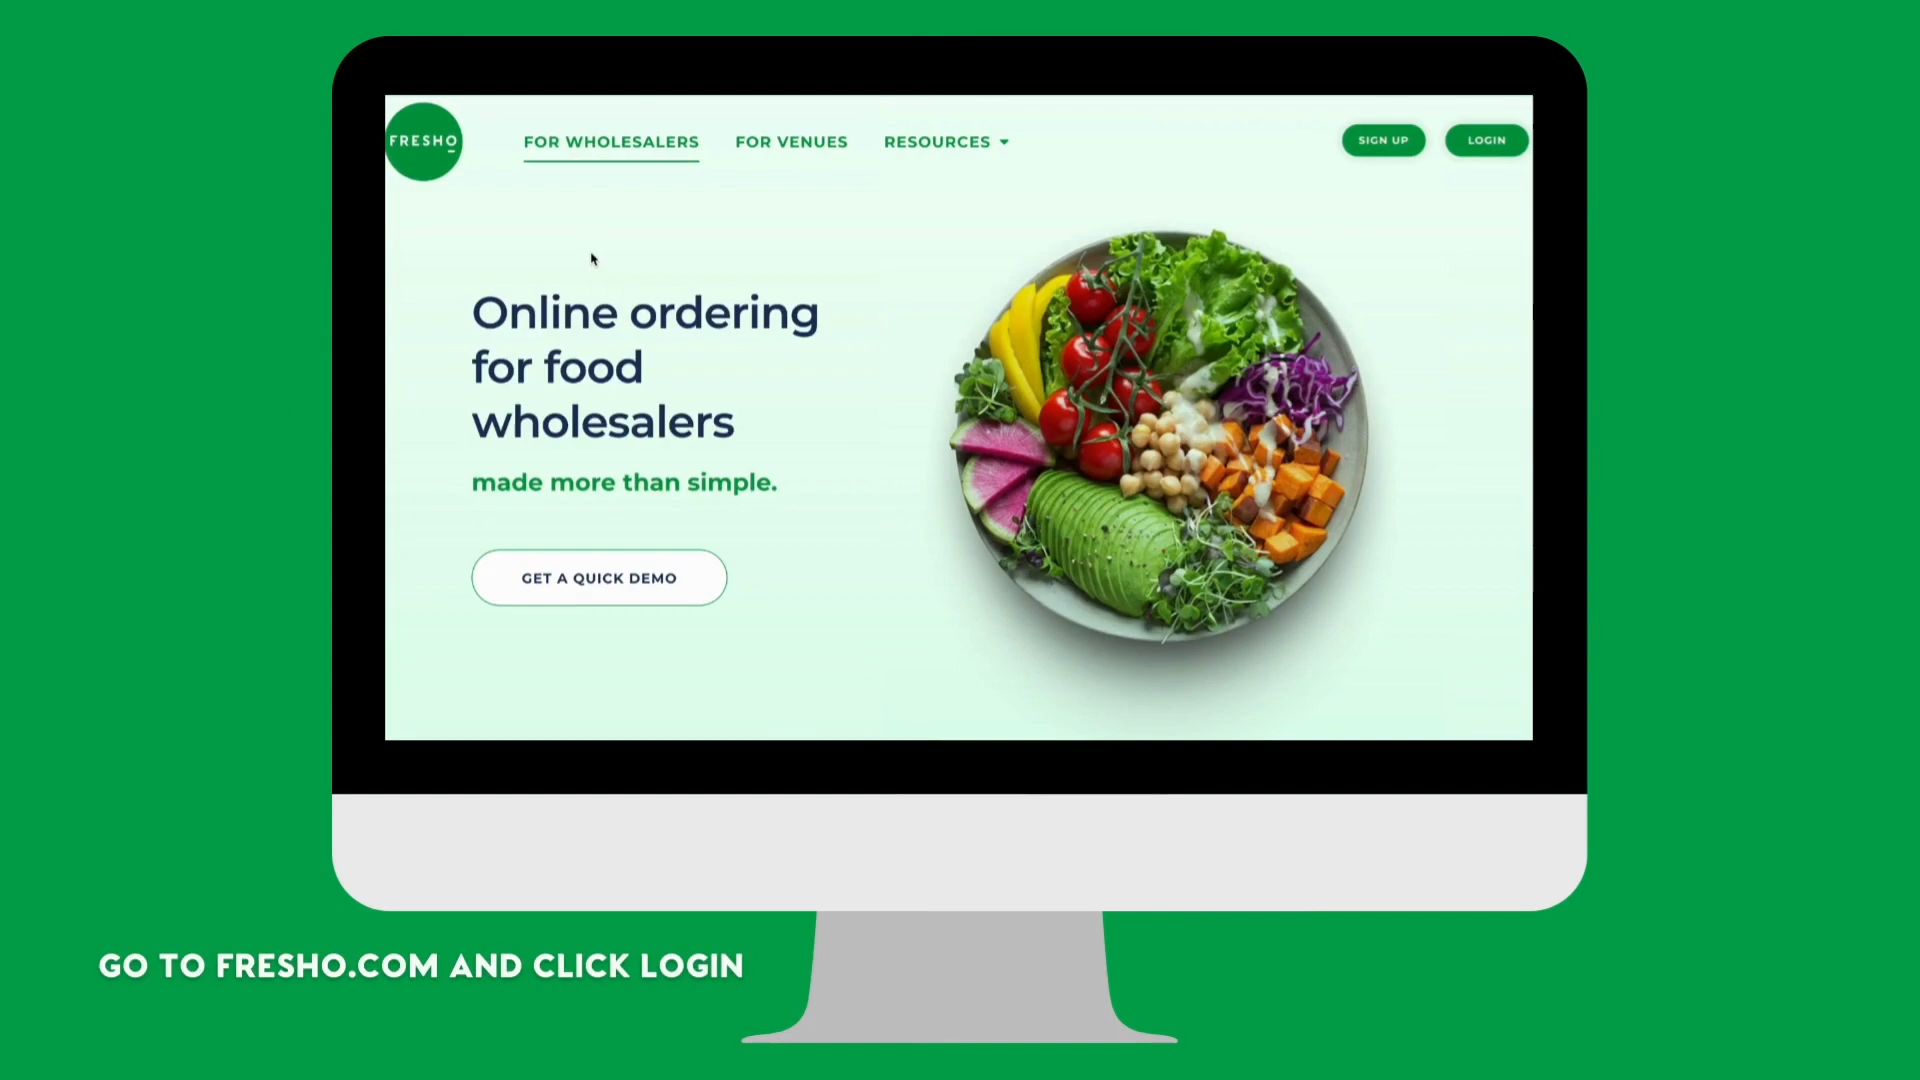 FRESHO
FOR WHOLESALERS
FOR VENUES
RESOURCES
SIGN UP
LOGIN
Online ordering
for food
wholesalers
made more than simple.
GET A QUICK DEMO
GO TO FRESHO.COM AND CLICK LOGIN